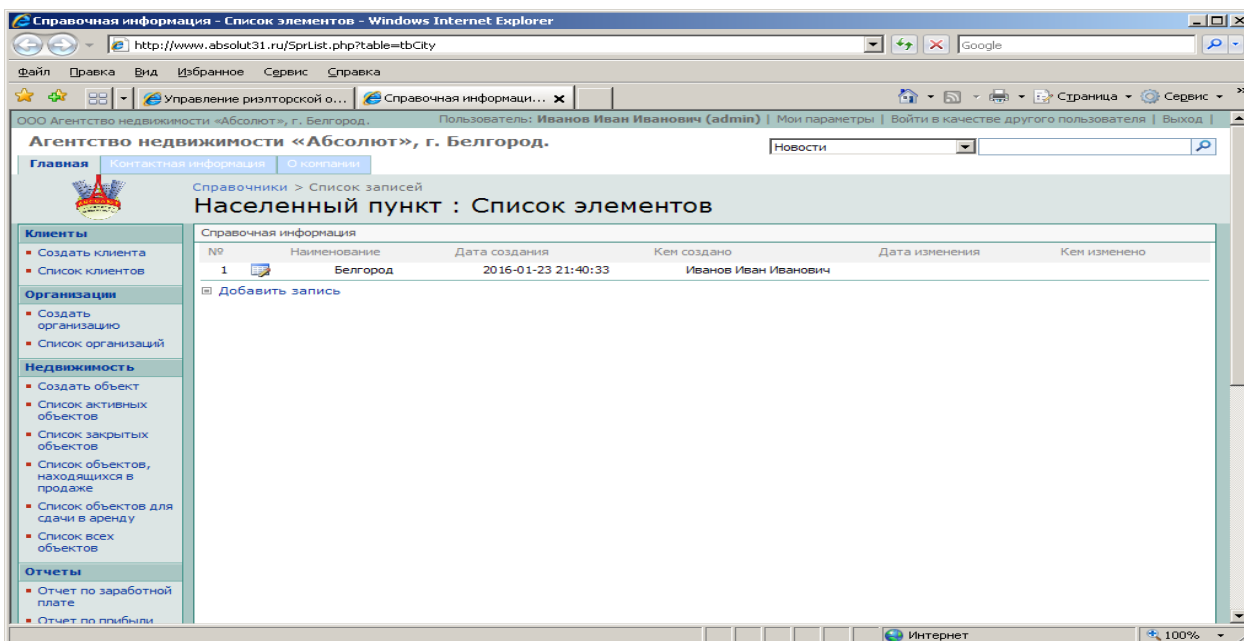 Справочная информация - Список элементов - Windows Internet Explorer
http://www.absolut31.ru/SprList.php?table=tbCity
Google
Файл Правка Вид Избранное Сервис Справка
Управление риэлторской о... Справочная информаци... Страница Сервис
ООО Агентство недвижимости «Абсолют», г. Белгород. Пользователь: Иванов Иван Иванович (admin) | Мои параметры | Войти в качестве другого пользователя | Выход |
Агентство недвижимости «Абсолют», г. Белгород.
Новости
Главная Контактная информация О компании
Справочники > Список записей
Населенный пункт : Список элементов
Клиенты
Создать клиента
Список клиентов
Организации
Создать
организацию
Список организаций
Недвижимость
Создать объект
Список активных
объектов
Список закрытых
объектов
Список объектов,
находящихся в
продаже
Список объектов для
сдачи в аренду
Список всех
объектов
Отчеты
Отчет по заработной
плате
Отчет по прибыли
Справочная информация
№ Наименование Дата создания Кем создано Дата изменения Кем изменено
1 Белгород 2016-01-23 21:40:33 Иванов Иван Иванович
Добавить запись
Интернет
100%